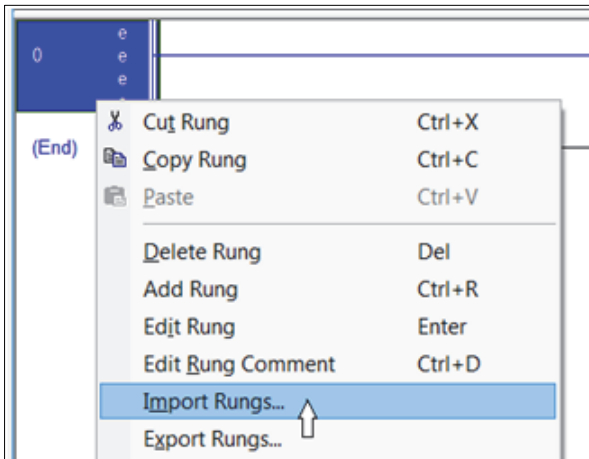 e
0 e
e
(End)
Cut Rung Ctrl+X
Copy Rung Ctrl+C
Paste Ctrl+V
Delete Rung Del
Add Rung Ctrl+R
Edit Rung Enter
Edit Rung Comment Ctrl+D
Import Rungs...
Export Rungs...